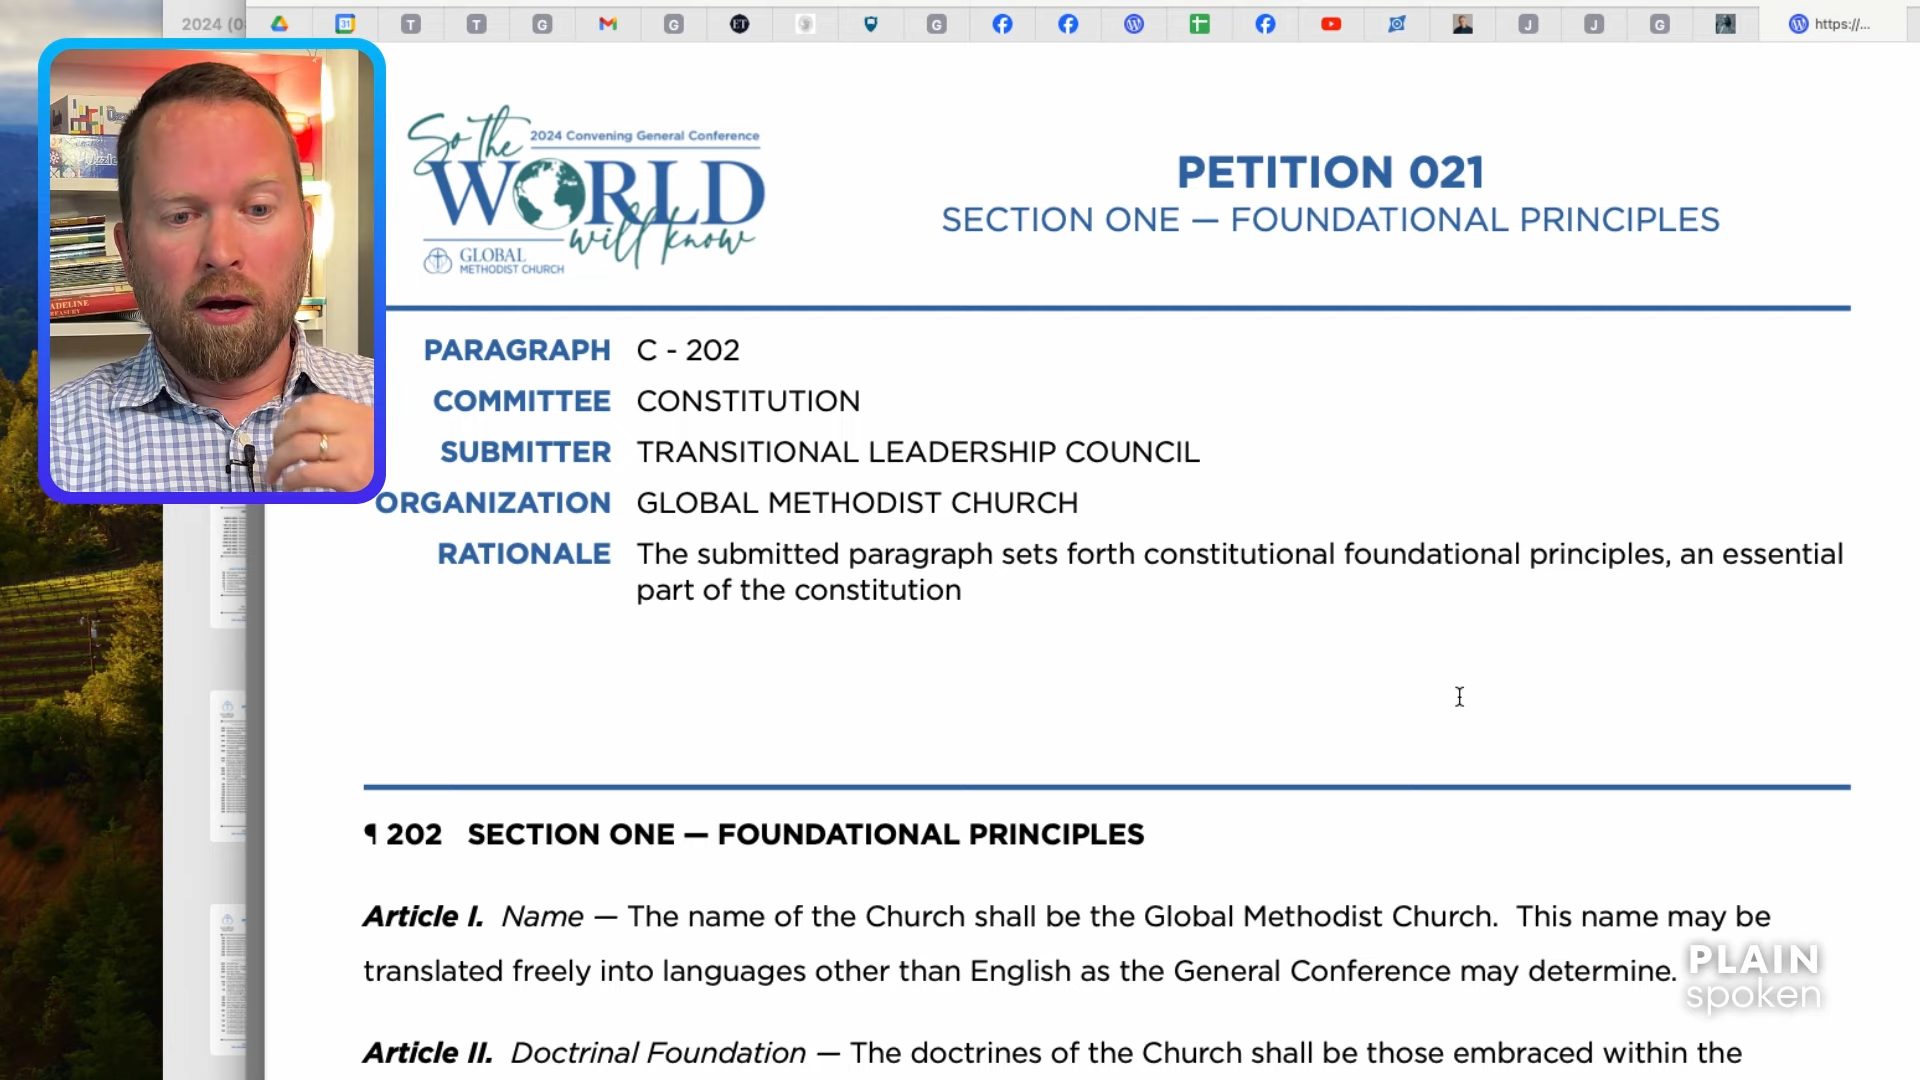 2024 (0
https://...
So the
2024 Convening General Conference
WORLD
will know
GLOBAL
METHODIST CHURCH
PETITION 021
SECTION ONE — FOUNDATIONAL PRINCIPLES
PARAGRAPH C - 202
COMMITTEE CONSTITUTION
SUBMITTER TRANSITIONAL LEADERSHIP COUNCIL
ORGANIZATION GLOBAL METHODIST CHURCH
RATIONALE The submitted paragraph sets forth constitutional foundational principles, an essential
part of the constitution
¶ 202 SECTION ONE — FOUNDATIONAL PRINCIPLES
Article I. Name — The name of the Church shall be the Global Methodist Church. This name may be
translated freely into languages other than English as the General Conference may determine.
Article II. Doctrinal Foundation — The doctrines of the Church shall be those embraced within the
PLAIN
spoken